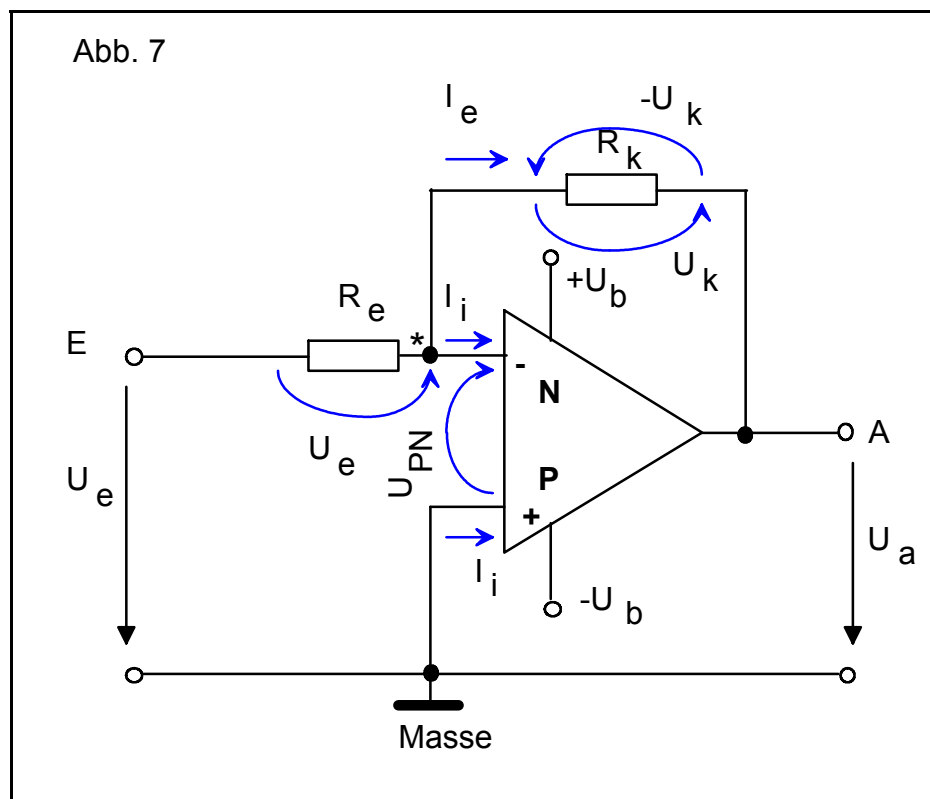 Abb. 7
I e
-U k
R k
U k
+U b
R e
I i
E
*
-
N
U e
U PN
U e
P
+
A
I i
U a
-U b
Masse